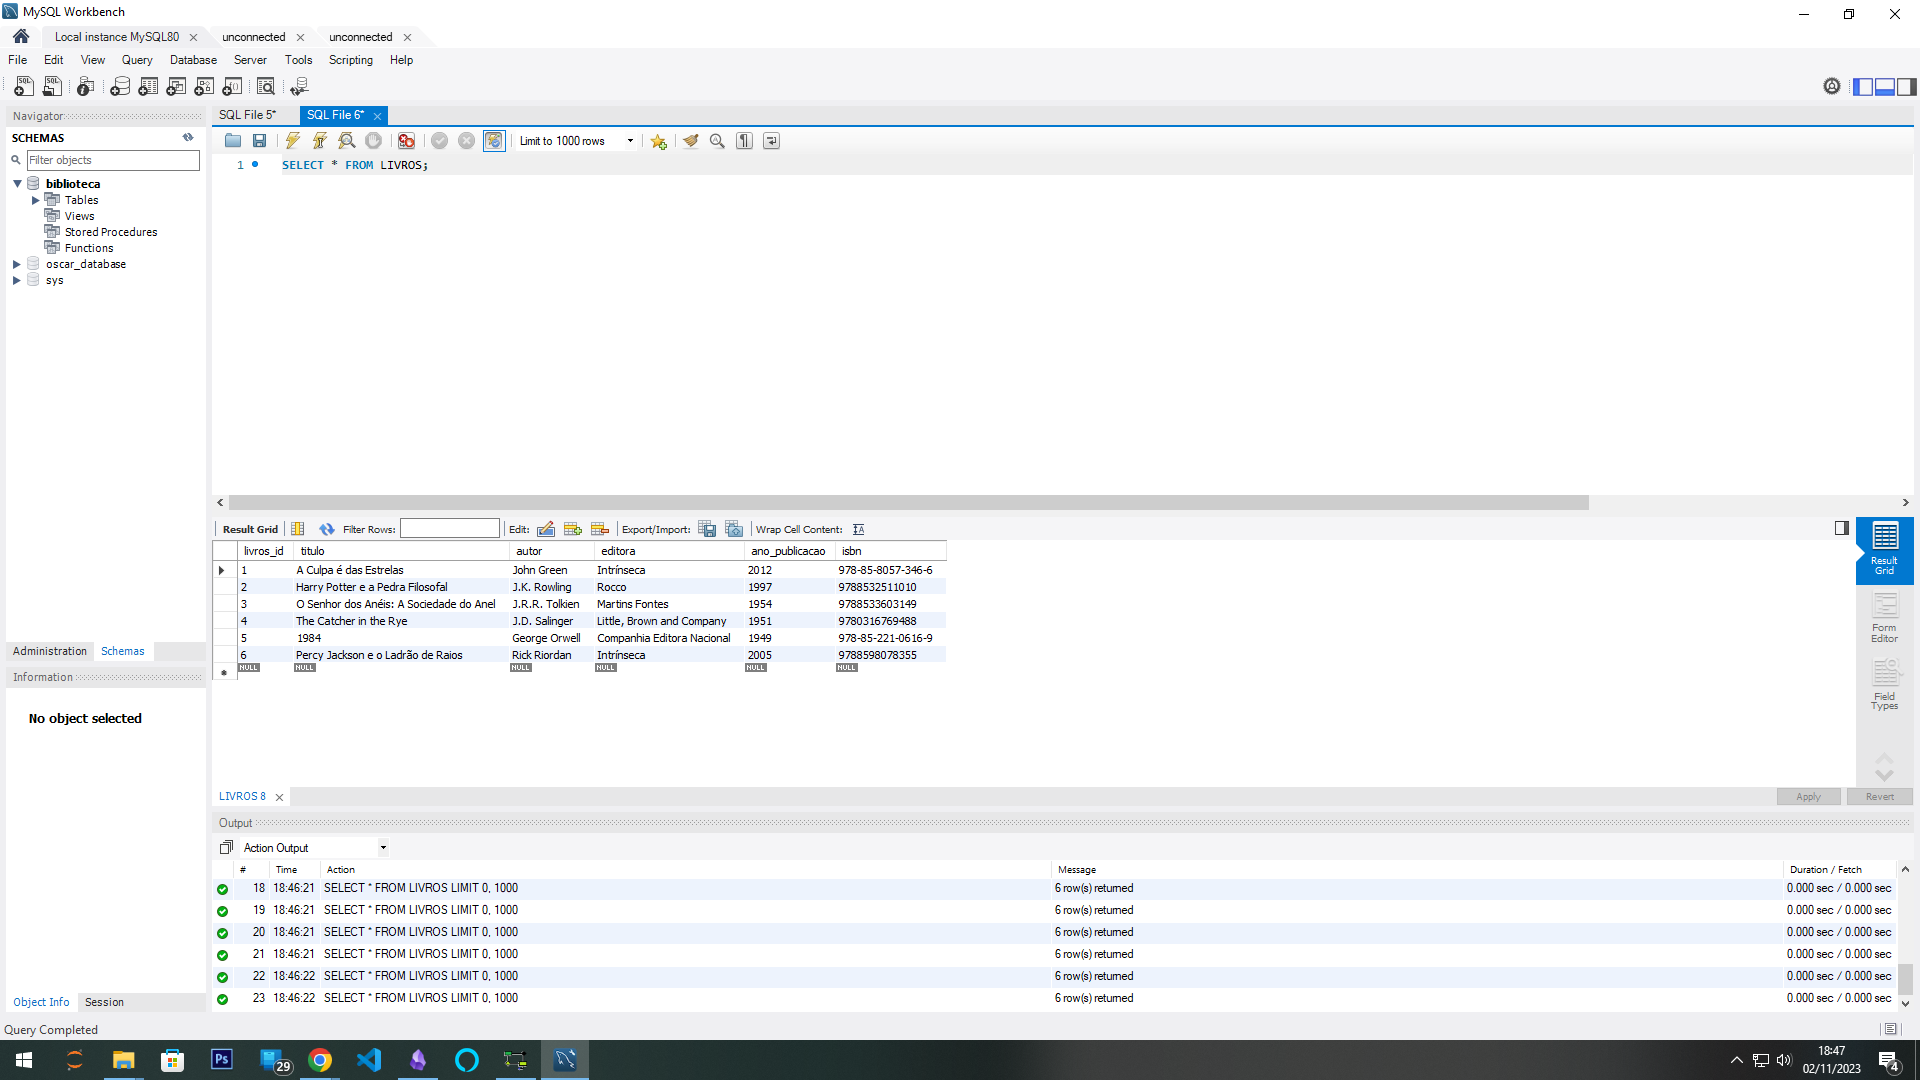 MySQL Workbench
Local instance MySQL80 unconnected unconnected
File Edit View Query Database Server Tools Scripting Help
Navigator
SCHEMAS
Filter objects
biblioteca
Tables
Views
Stored Procedures
Functions
oscar_database
sys
Administration Schemas
Information
No object selected
Object Info Session
SQL File 5* SQL File 6*
Limit to 1000 rows
1 SELECT * FROM LIVROS;
Result Grid Filter Rows: Edit: Export/Import: Wrap Cell Content:
livros_id titulo autor editora ano_publicacao isbn
1 A Culpa é das Estrelas John Green Intrínseca 2012 978-85-8057-346-6
2 Harry Potter e a Pedra Filosofal J.K. Rowling Rocco 1997 9788532511010
3 O Senhor dos Anéis: A Sociedade do Anel J.R.R. Tolkien Martins Fontes 1954 9788533603149
4 The Catcher in the Rye J.D. Salinger Little, Brown and Company 1951 9780316769488
5 1984 George Orwell Companhia Editora Nacional 1949 978-85-221-0616-9
6 Percy Jackson e o Ladrão de Raios Rick Riordan Intrínseca 2005 9788598078355
NULL NULL NULL NULL NULL NULL
Result
Grid
Form
Editor
Field
Types
LIVROS 8 Apply Revert
Output
Action Output
# Time Action Message Duration / Fetch
18 18:46:21 SELECT * FROM LIVROS LIMIT 0, 1000 6 row(s) returned 0.000 sec / 0.000 sec
19 18:46:21 SELECT * FROM LIVROS LIMIT 0, 1000 6 row(s) returned 0.000 sec / 0.000 sec
20 18:46:21 SELECT * FROM LIVROS LIMIT 0, 1000 6 row(s) returned 0.000 sec / 0.000 sec
21 18:46:21 SELECT * FROM LIVROS LIMIT 0, 1000 6 row(s) returned 0.000 sec / 0.000 sec
22 18:46:22 SELECT * FROM LIVROS LIMIT 0, 1000 6 row(s) returned 0.000 sec / 0.000 sec
23 18:46:22 SELECT * FROM LIVROS LIMIT 0, 1000 6 row(s) returned 0.000 sec / 0.000 sec
Query Completed
Ps 29
18:47
02/11/2023
4